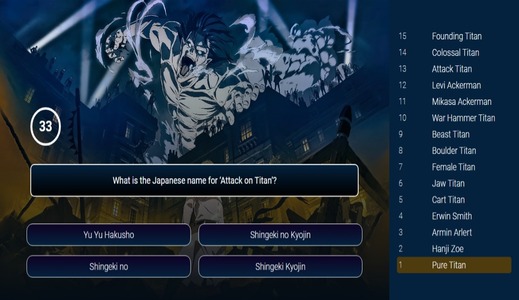 33
What is the Japanese name for 'Attack on Titan'?
Yu Yu Hakusho
Shingeki no Kyojin
Shingeki no
Shingeki Kyojin
15 Founding Titan
14 Colossal Titan
13 Attack Titan
12 Levi Ackerman
11 Mikasa Ackerman
10 War Hammer Titan
9 Beast Titan
8 Boulder Titan
7 Female Titan
6 Jaw Titan
5 Cart Titan
4 Erwin Smith
3 Armin Arlert
2 Hanji Zoe
1 Pure Titan